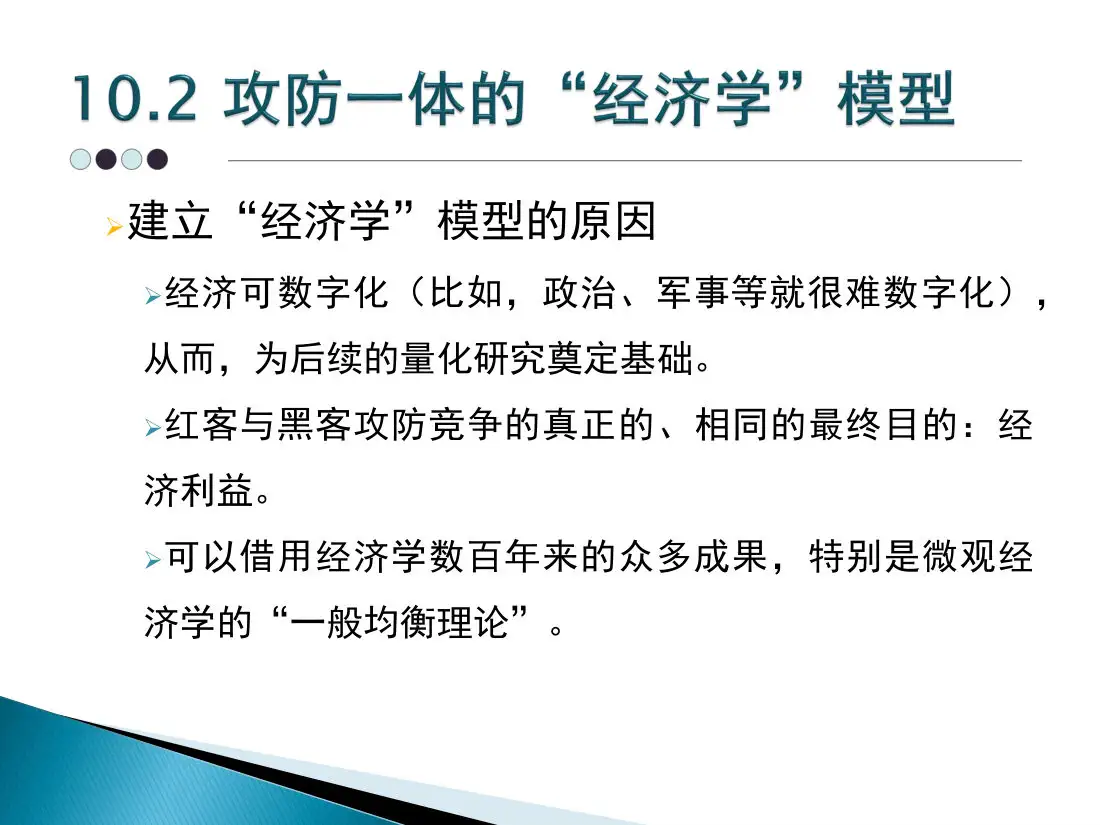 10.2 攻防一体的“经济学”模型
建立“经济学”模型的原因
经济可数字化（比如，政治、军事等就很难数字化），
从而，为后续的量化研究奠定基础。
红客与黑客攻防竞争的真正的、相同的最终目的：经
济利益。
可以借用经济学数百年来的众多成果，特别是微观经
济学的“一般均衡理论”。